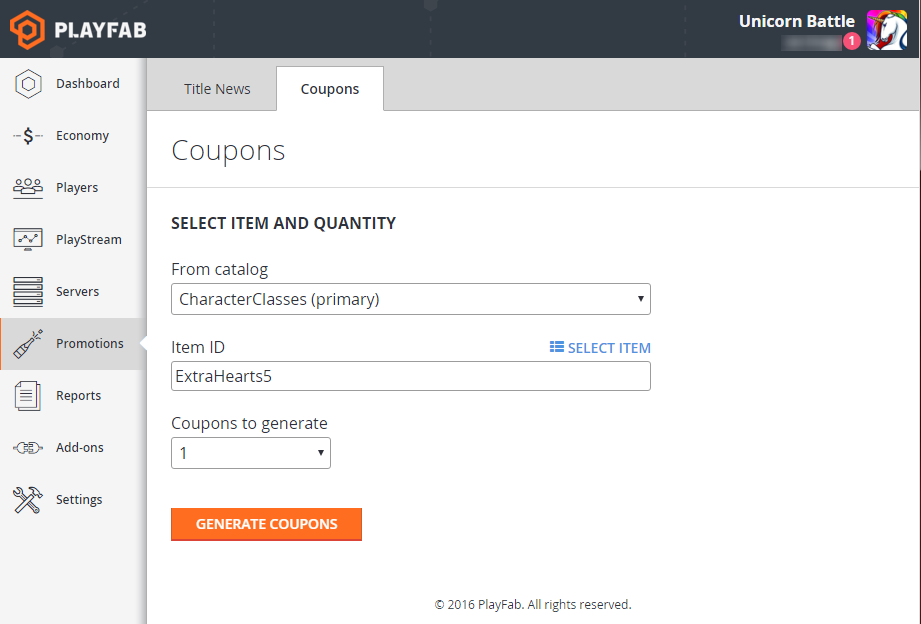 PLAYFAB
Unicorn Battle
1
Dashboard
Economy
Players
PlayStream
Servers
Promotions
Reports
Add-ons
Settings
Title News
Coupons
Coupons
SELECT ITEM AND QUANTITY
From catalog
CharacterClasses (primary)
Item ID
SELECT ITEM
ExtraHearts5
Coupons to generate
1
GENERATE COUPONS
© 2016 PlayFab. All rights reserved.